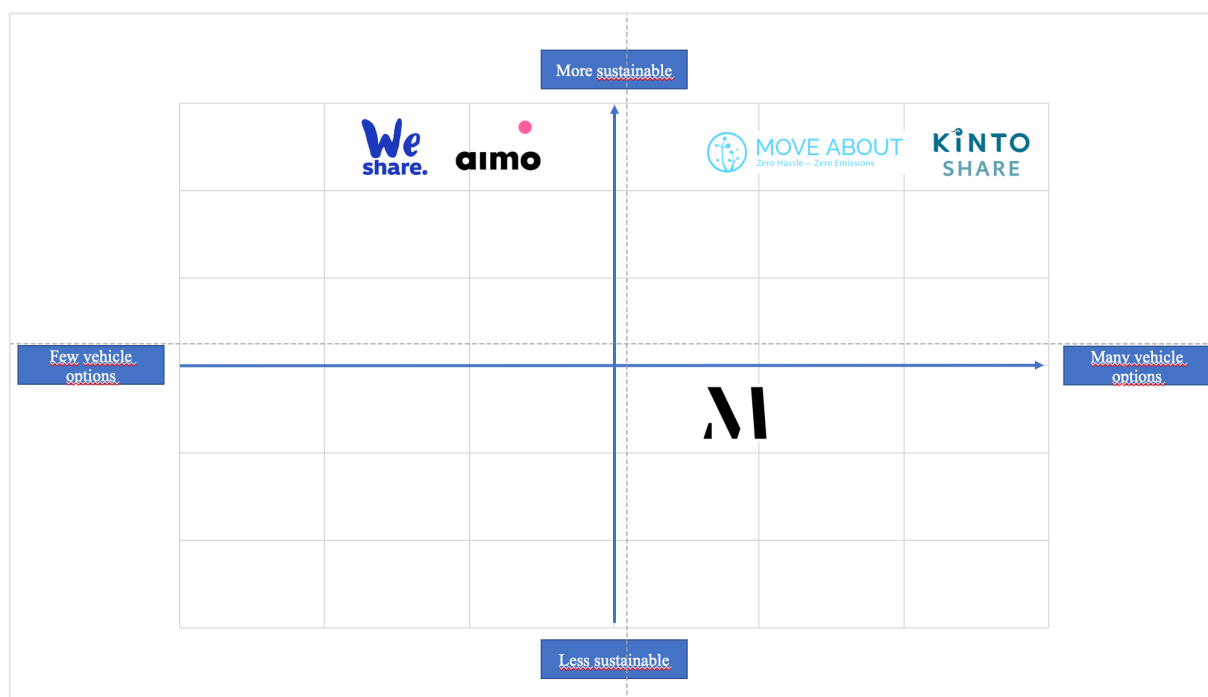 More sustainable
We
share.
aimo
MOVE ABOUT
Zero Hassle – Zero Emissions
KINTO
SHARE
Few vehicle
options
Many vehicle
options
M
Less sustainable